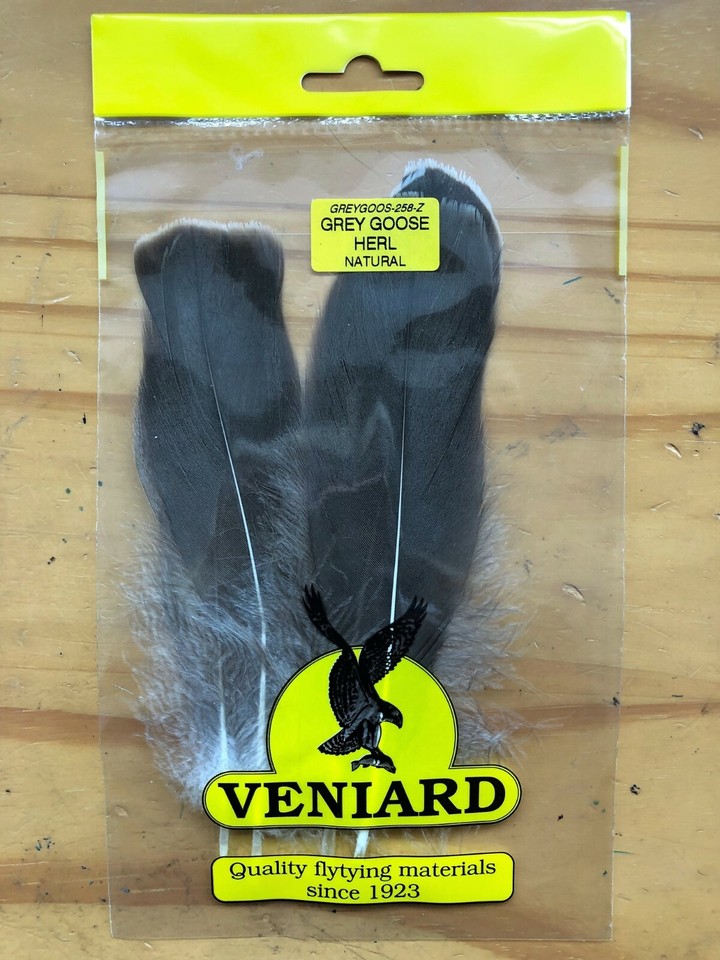 GREYGOOS-258-Z
GREY GOOSE
HERL
NATURAL
VENIARD
Quality flytying materials
since 1923